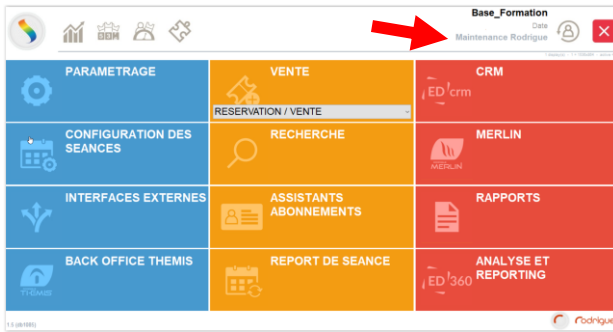 Base_Formation
Date
Maintenance Rodrigue
BDM
PARAMETRAGE
VENTE
RESERVATION / VENTE
CRM
ED'crm
CONFIGURATION DES
SEANCES
RECHERCHE
MERLIN
MERLIN
INTERFACES EXTERNES
ASSISTANTS
ABONNEMENTS
RAPPORTS
BACK OFFICE THEMIS
THEMIS
REPORT DE SEANCE
ANALYSE ET
REPORTING
ED'360
Rodrigue